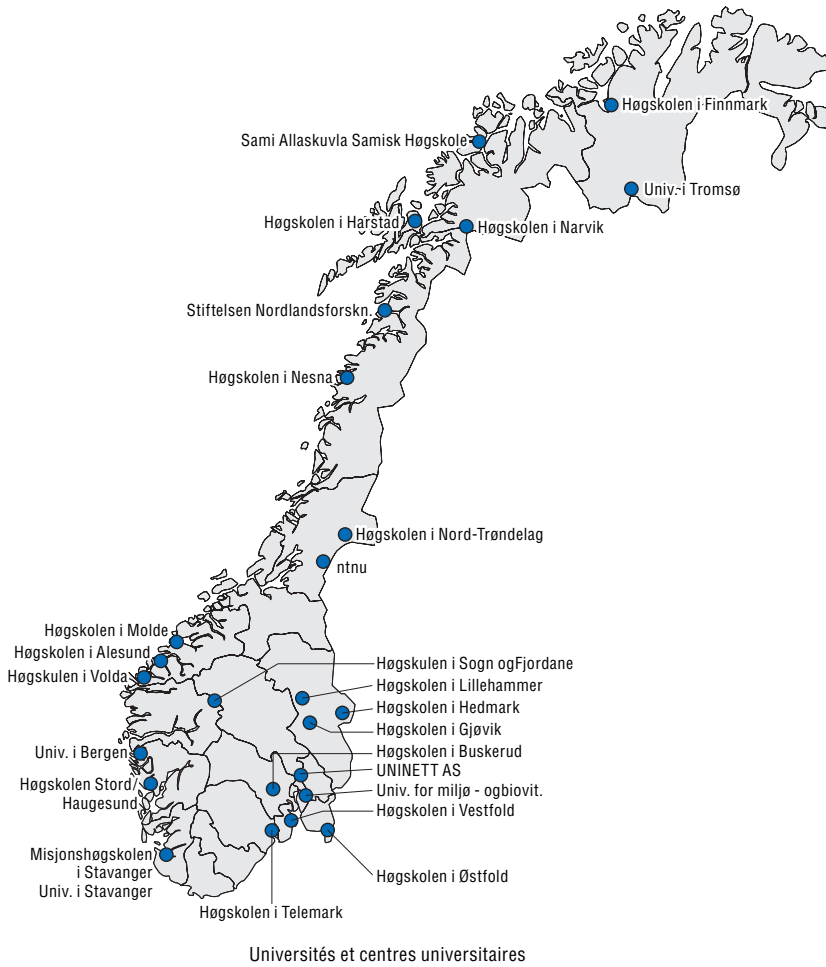 Høgskolen i Finnmark
Sami Allaskuvla Samisk Høgskole
Univ. i Tromsø
Høgskolen i Harstad
Høgskolen i Narvik
Stiftelsen Nordlandsforskn.
Høgskolen i Nesna
Høgskolen i Nord-Trøndelag
ntnu
Høgskolen i Molde
Høgskolen i Alesund
Høgskulen i Volda
Høgskulen i Sogn ogFjordane
Høgskolen i Lillehammer
Høgskolen i Hedmark
Høgskolen i Gjøvik
Høgskolen i Buskerud
UNINETT AS
Univ. for miljø - ogbiovit.
Høgskolen i Vestfold
Univ. i Bergen
Høgskolen Stord/
Haugesund
Misjonshøgskolen
i Stavanger
Univ. i Stavanger
Høgskolen i Østfold
Høgskolen i Telemark
Universités et centres universitaires